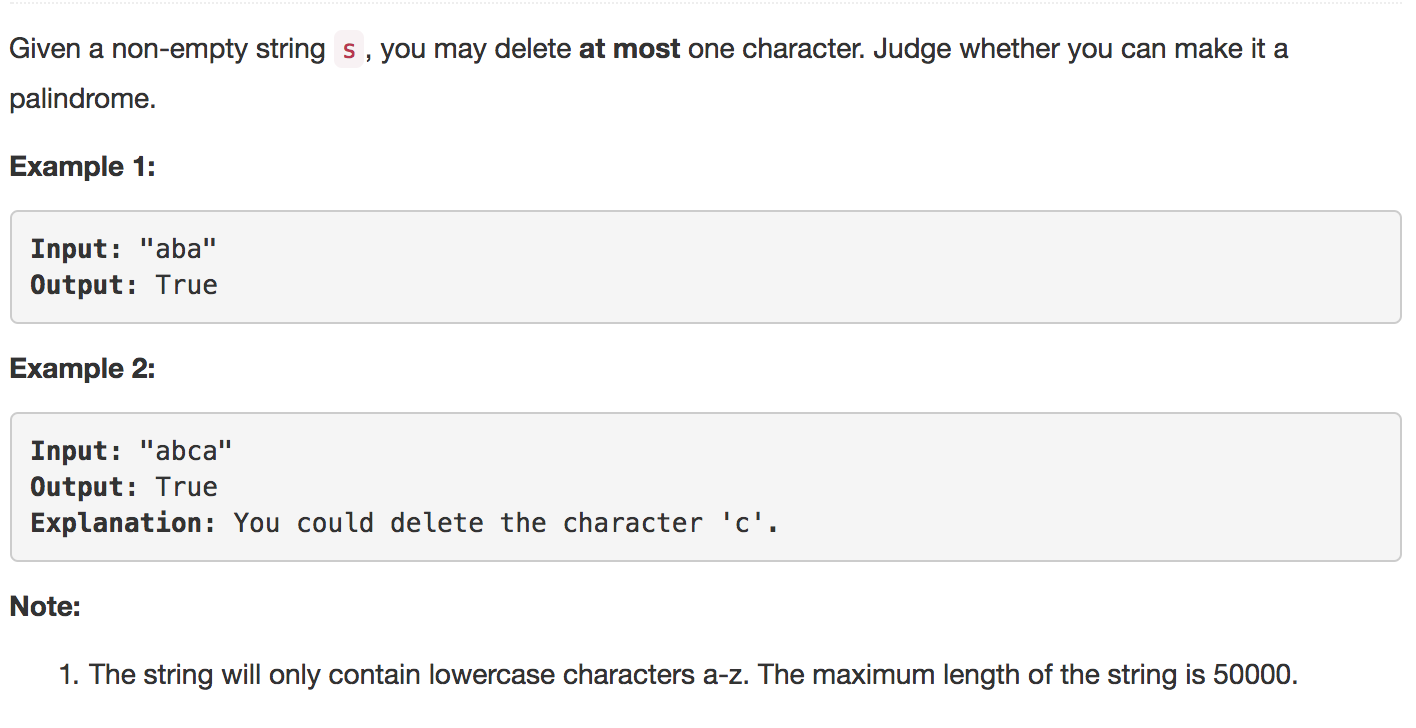 Given a non-empty string s, you may delete at most one character. Judge whether you can make it a
palindrome.
Example 1:
Input: "aba"
Output: True
Example 2:
Input: "abca"
Output: True
Explanation: You could delete the character 'c'.
Note:
1. The string will only contain lowercase characters a-z. The maximum length of the string is 50000.